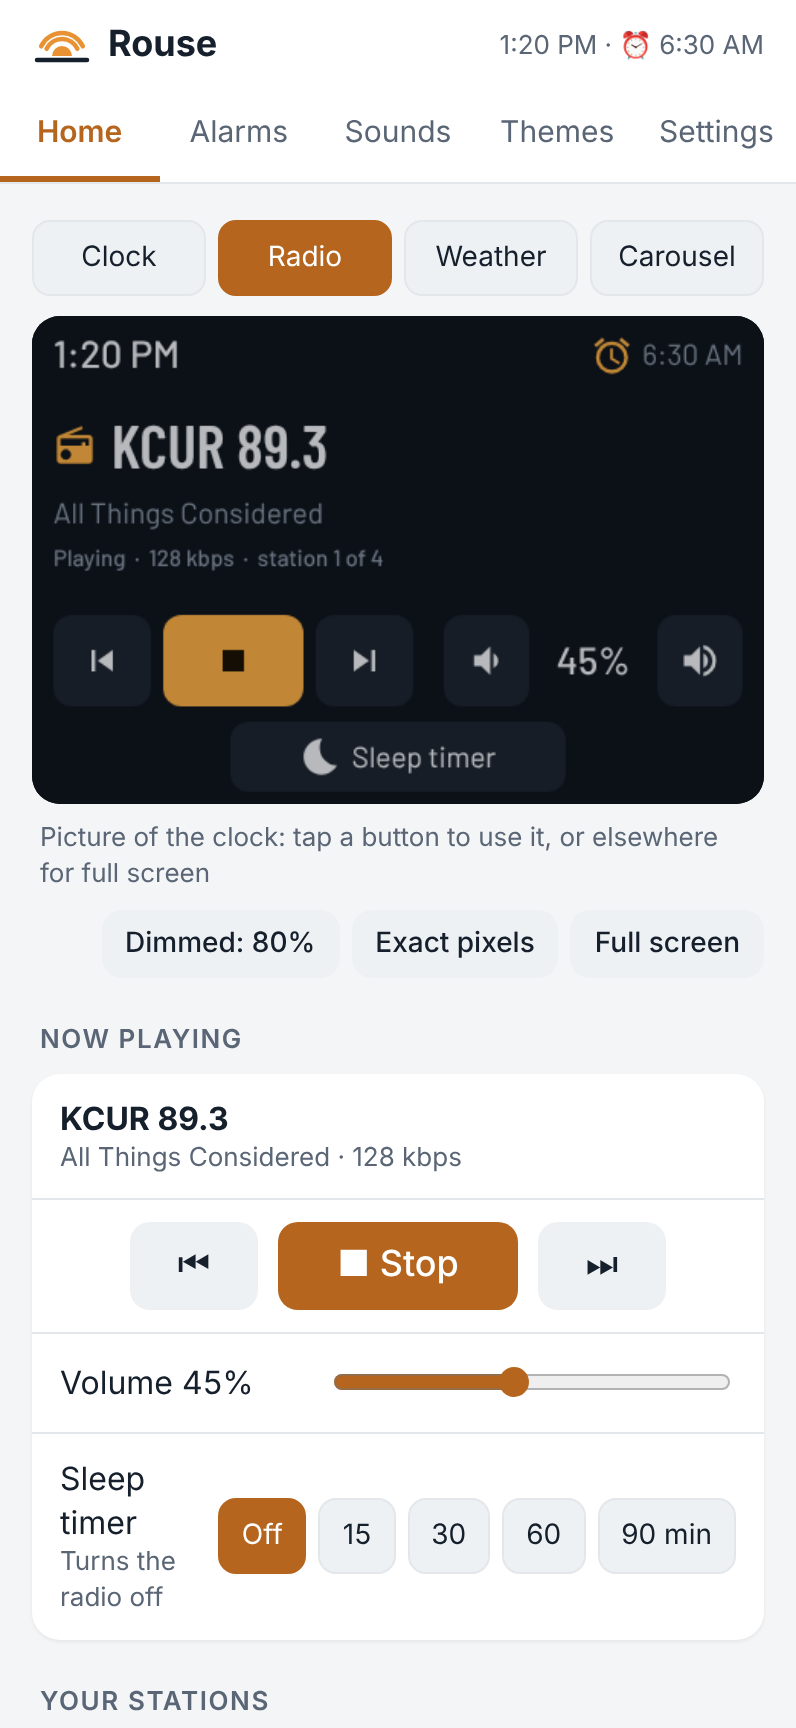 Rouse
1:20 PM · ⏰ 6:30 AM
Home Alarms Sounds Themes Settings
Clock Radio Weather Carousel
1:20 PM 6:30 AM
KCUR 89.3
All Things Considered
Playing · 128 kbps · station 1 of 4
45%
Sleep timer
Picture of the clock: tap a button to use it, or elsewhere
for full screen
Dimmed: 80% Exact pixels Full screen
NOW PLAYING
KCUR 89.3
All Things Considered · 128 kbps
Stop
Volume 45%
Sleep
timer
Turns the
radio off
Off 15 30 60 90 min
YOUR STATIONS